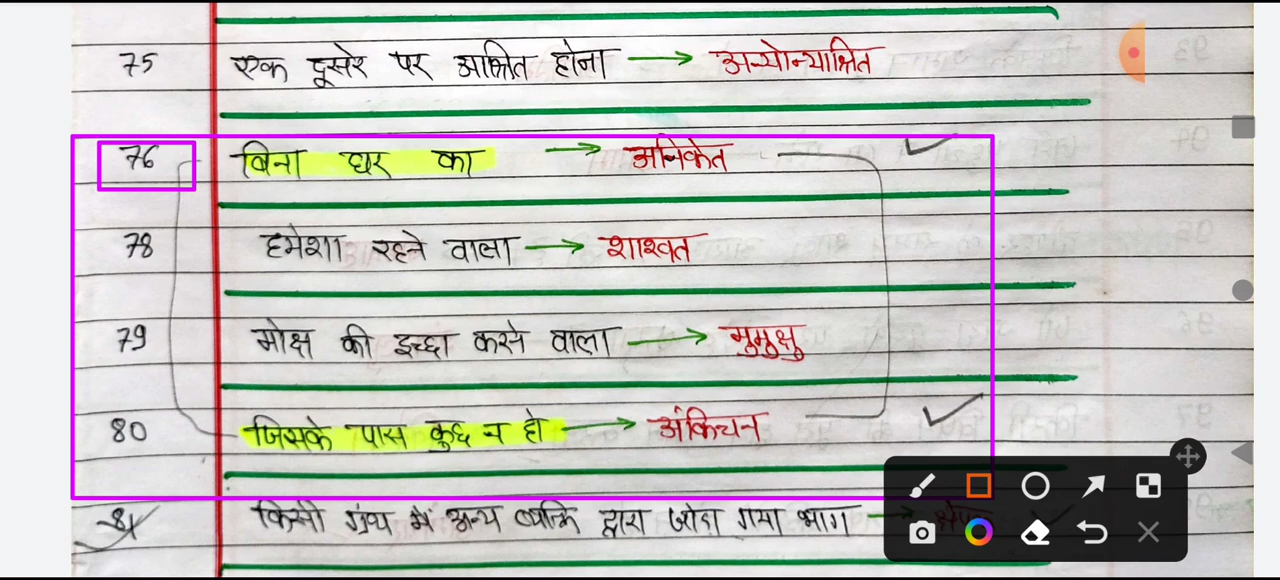 75 एक दूसरे पर आश्रित होना → अन्योन्याश्रित
76 बिना घर का → अनिकेत
78 हमेशा रहने वाला → शाश्वत
79 मोक्ष की इच्छा करने वाला → मुमुक्षु
80 जिसके पास कुछ न हो → अंकिचन
81 किसी ग्रंथ में अन्य व्यक्ति द्वारा जोडा गया भाग →